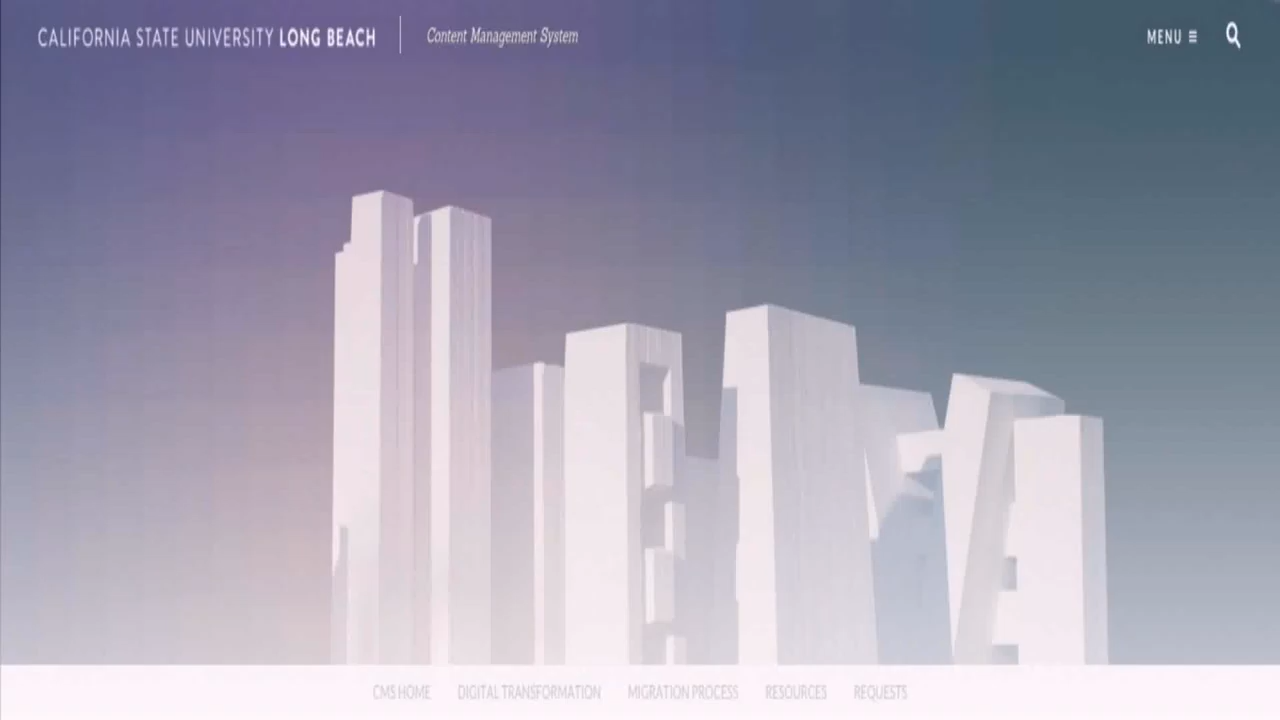 CALIFORNIA STATE UNIVERSITY LONG BEACH
Content Management System
MENU
CMS HOME
DIGITAL TRANSFORMATION
MIGRATION PROCESS
RESOURCES
REQUESTS